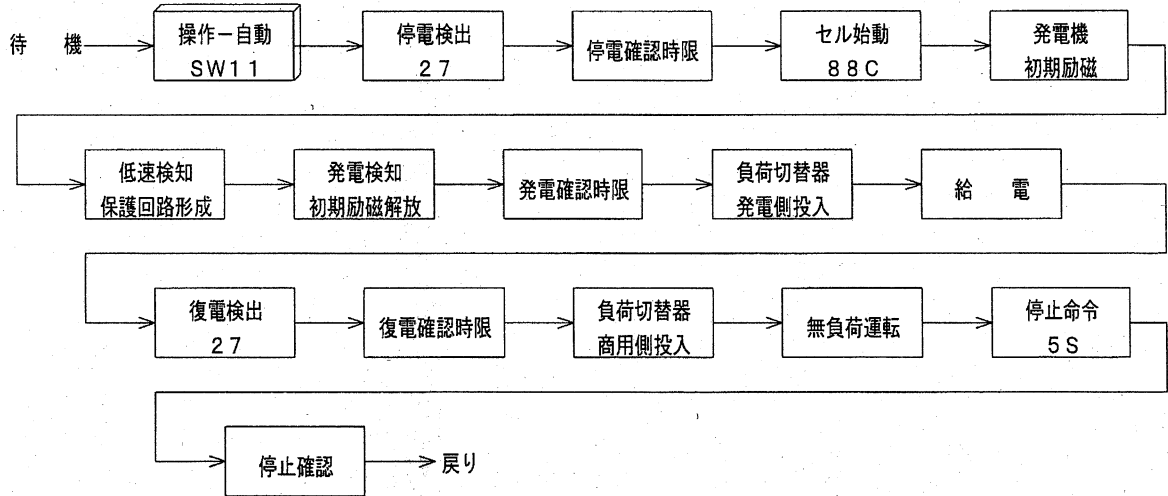 待 機
操作－自動
SW11
停電検出
27
停電確認時限
セル始動
88C
発電機
初期励磁
低速検知
保護回路形成
発電検知
初期励磁解放
発電確認時限
負荷切替器
発電側投入
給 電
復電検出
27
復電確認時限
負荷切替器
商用側投入
無負荷運転
停止命令
5S
停止確認
戻り